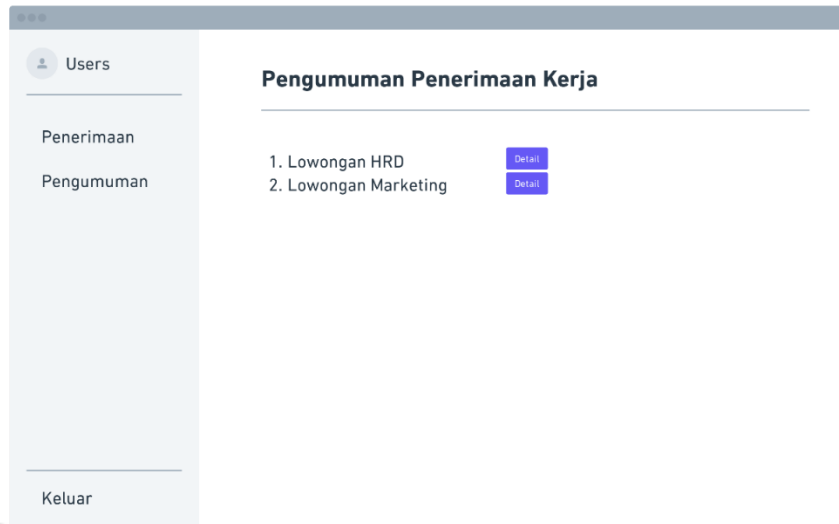 Users
Penerimaan
Pengumuman
Keluar
Pengumuman Penerimaan Kerja
1. Lowongan HRD Detail
2. Lowongan Marketing Detail